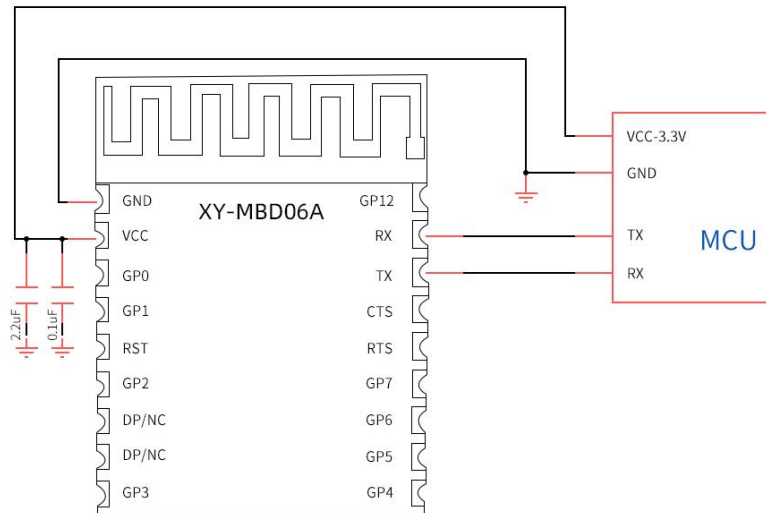 VCC-3.3V
GND
TX
RX
MCU
XY-MBD06A
GND
VCC
GP0
GP1
RST
GP2
DP/NC
DP/NC
GP3
GP12
RX
TX
CTS
RTS
GP7
GP6
GP5
GP4
2.2uF
0.1uF